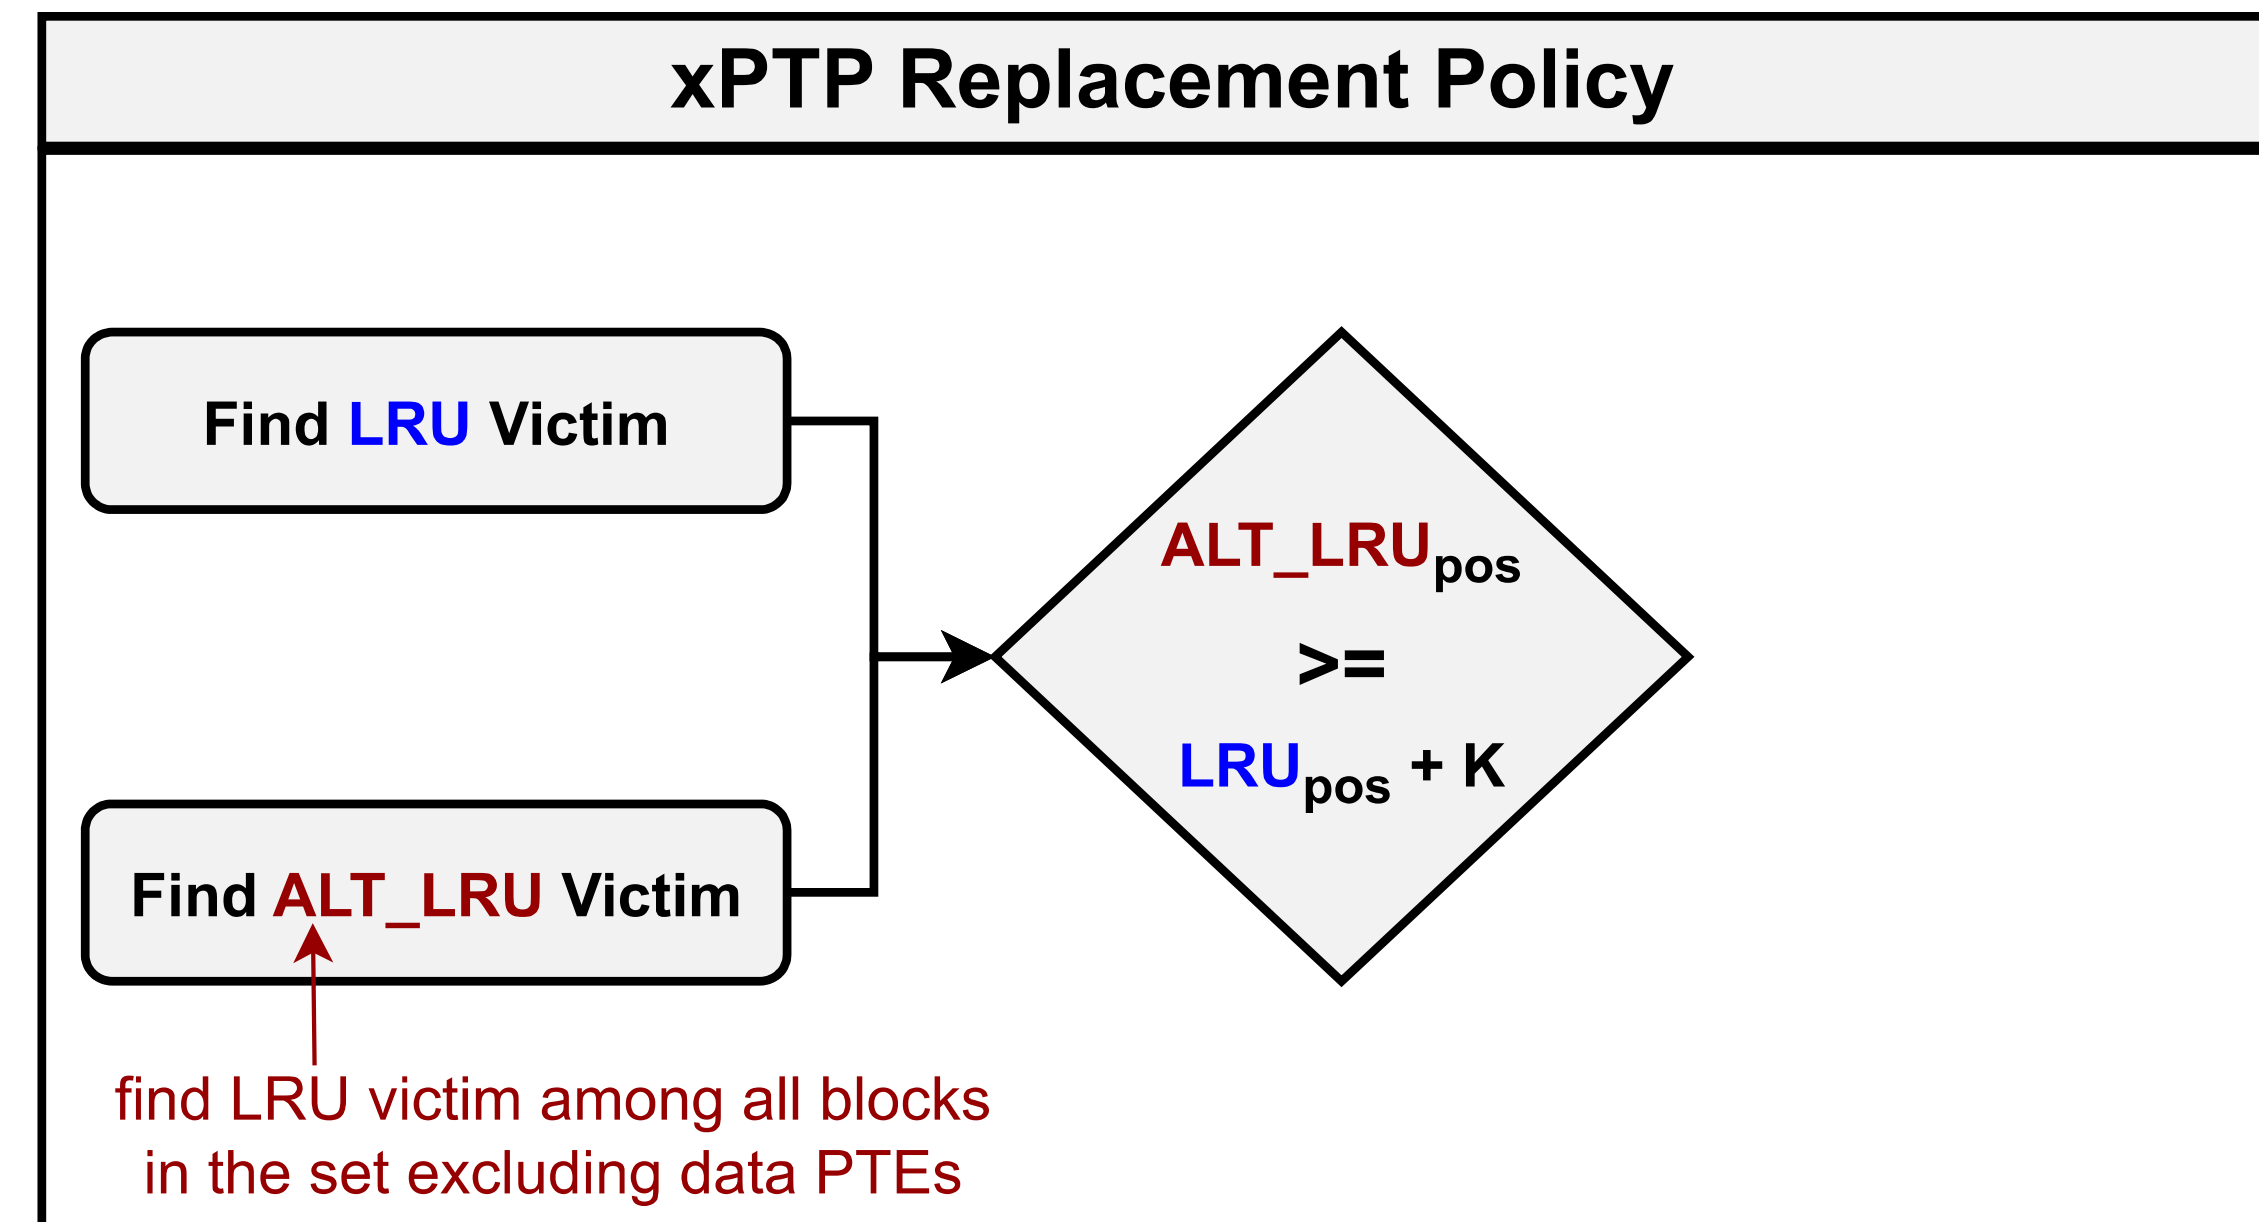 xPTP Replacement Policy
Find LRU Victim
ALT_LRUpos
>=
LRUpos + K
Find ALT_LRU Victim
find LRU victim among all blocks
in the set excluding data PTEs